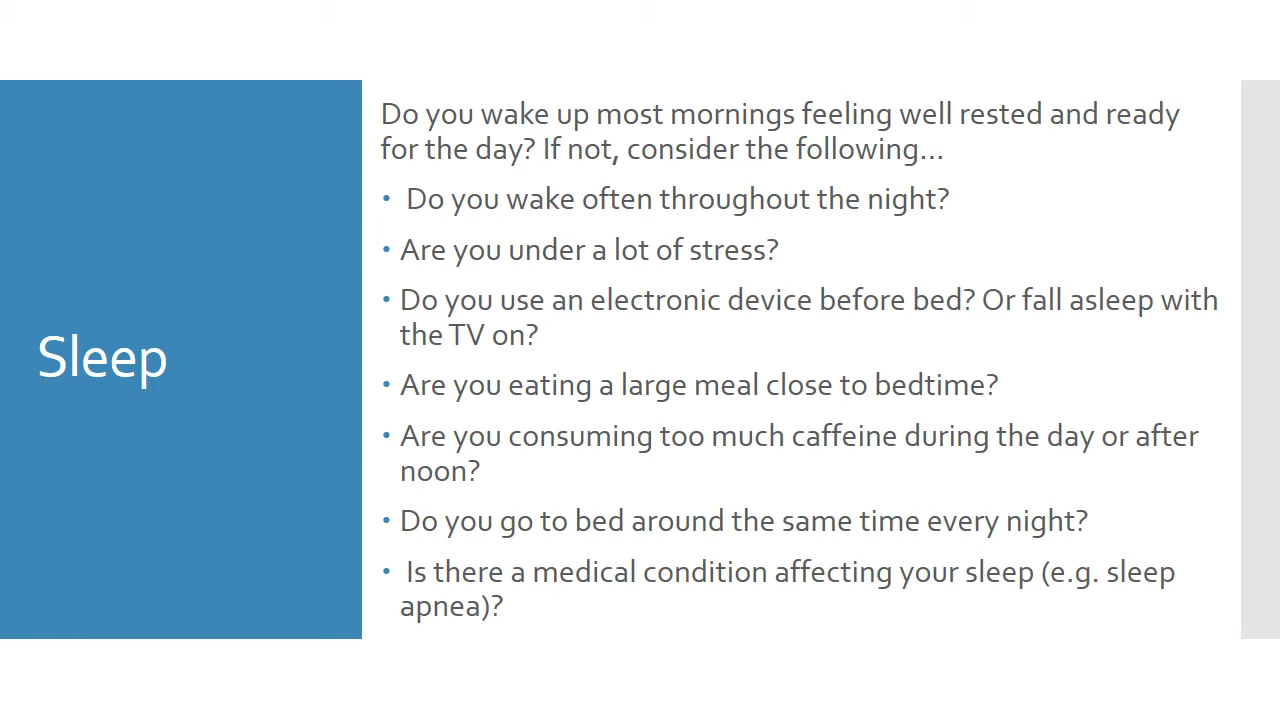 Sleep
Do you wake up most mornings feeling well rested and ready
for the day? If not, consider the following...
• Do you wake often throughout the night?
• Are you under a lot of stress?
• Do you use an electronic device before bed? Or fall asleep with
the TV on?
• Are you eating a large meal close to bedtime?
• Are you consuming too much caffeine during the day or after
noon?
• Do you go to bed around the same time every night?
• Is there a medical condition affecting your sleep (e.g. sleep
apnea)?